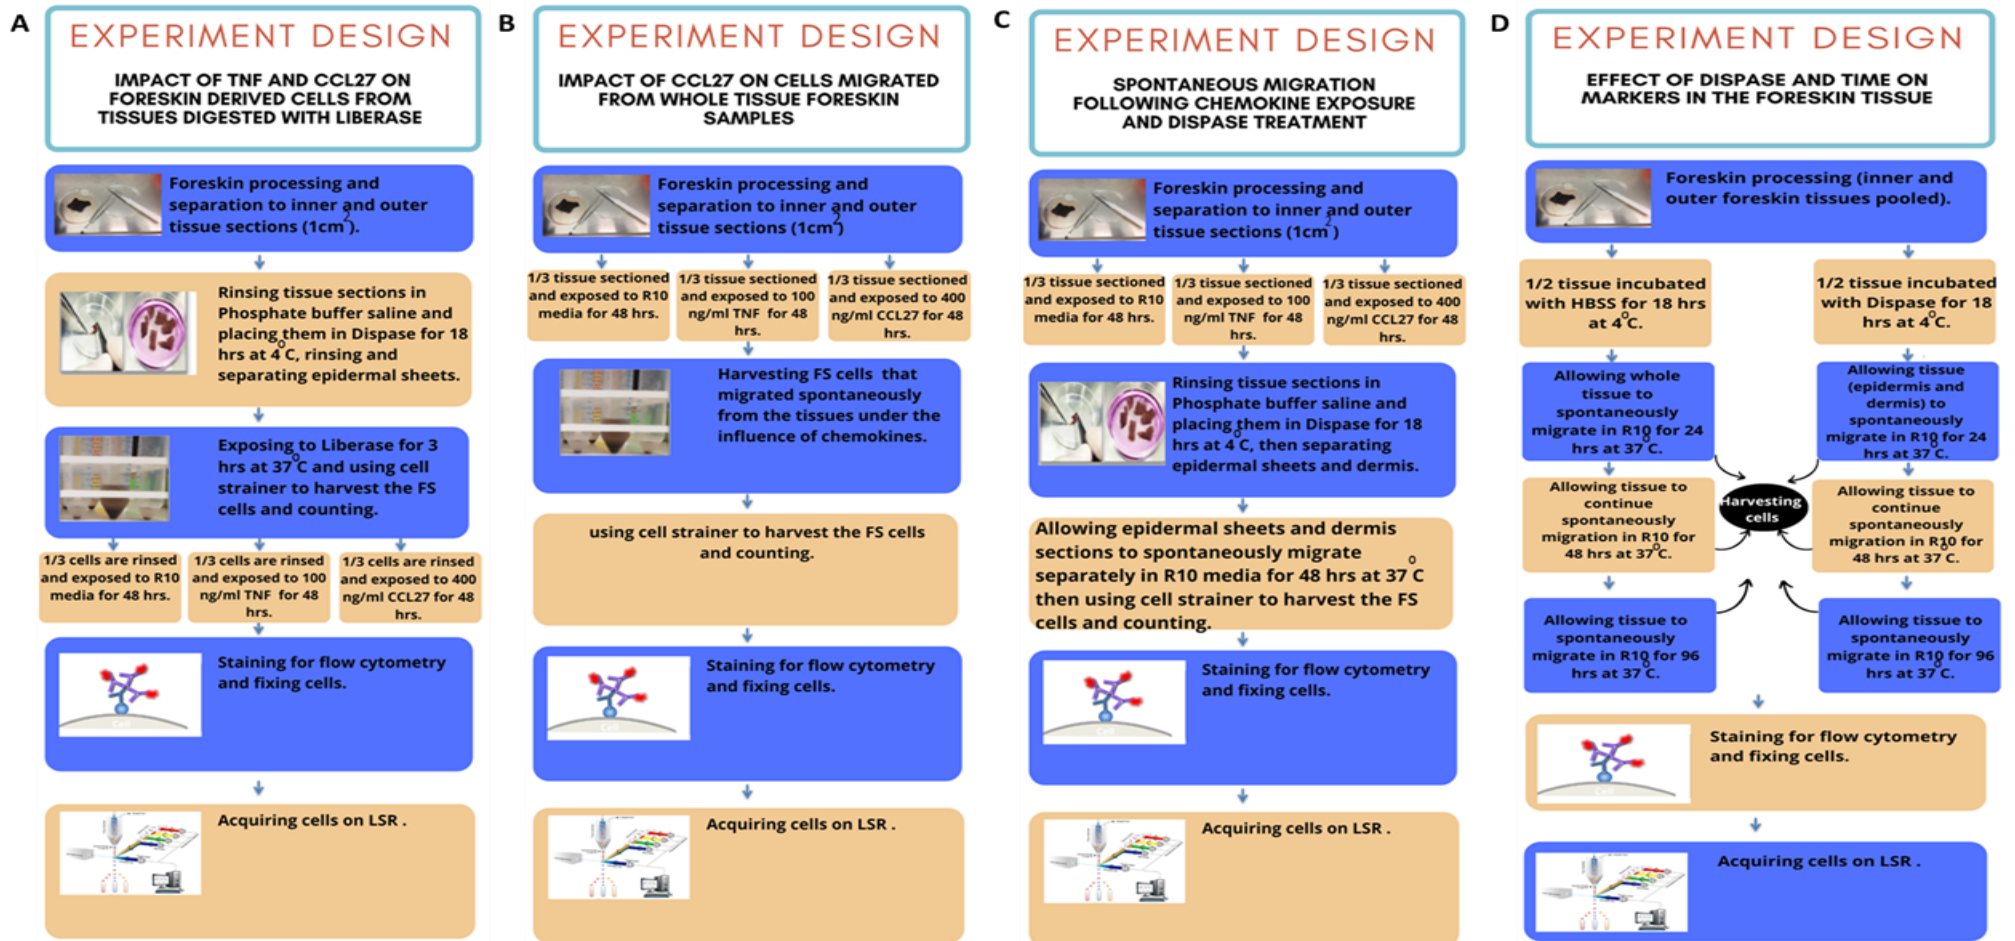 A
EXPERIMENT DESIGN
IMPACT OF TNF AND CCL27 ON
FORESKIN DERIVED CELLS FROM
TISSUES DIGESTED WITH LIBERASE
Foreskin processing and
separation to inner and outer
tissue sections (1cm²).
Rinsing tissue sections in
Phosphate buffer saline and
placing them in Dispase for 18
hrs at 4°C, rinsing and
separating epidermal sheets.
Exposing to Liberase for 3
hrs at 37°C and using cell
strainer to harvest the FS
cells and counting.
1/3 cells are rinsed
and exposed to R10
media for 48 hrs.
1/3 cells are rinsed
and exposed to 100
ng/ml TNF for 48
hrs.
1/3 cells are rinsed
and exposed to 400
ng/ml CCL27 for 48
hrs.
Staining for flow cytometry
and fixing cells.
Cell
Acquiring cells on LSR .
B
EXPERIMENT DESIGN
IMPACT OF CCL27 ON CELLS MIGRATED
FROM WHOLE TISSUE FORESKIN
SAMPLES
Foreskin processing and
separation to inner and outer
tissue sections (1cm²)
1/3 tissue sectioned
and exposed to R10
media for 48 hrs.
1/3 tissue sectioned
and exposed to 100
ng/ml TNF for 48
hrs.
1/3 tissue sectioned
and exposed to 400
ng/ml CCL27 for 48
hrs.
Harvesting FS cells that
migrated spontaneously
from the tissues under the
influence of chemokines.
using cell strainer to harvest the FS cells
and counting.
Staining for flow cytometry
and fixing cells.
Cell
Acquiring cells on LSR .
C
EXPERIMENT DESIGN
SPONTANEOUS MIGRATION
FOLLOWING CHEMOKINE EXPOSURE
AND DISPASE TREATMENT
Foreskin processing and
separation to inner and outer
tissue sections (1cm²)
1/3 tissue sectioned
and exposed to R10
media for 48 hrs.
1/3 tissue sectioned
and exposed to 100
ng/ml TNF for 48
hrs.
1/3 tissue sectioned
and exposed to 400
ng/ml CCL27 for 48
hrs.
Rinsing tissue sections in
Phosphate buffer saline and
placing them in Dispase for 18
hrs at 4°C, then separating
epidermal sheets and dermis.
Allowing epidermal sheets and dermis
sections to spontaneously migrate
separately in R10 media for 48 hrs at 37°C
then using cell strainer to harvest the FS
cells and counting.
Staining for flow cytometry
and fixing cells.
Cell
Acquiring cells on LSR .
D
EXPERIMENT DESIGN
EFFECT OF DISPASE AND TIME ON
MARKERS IN THE FORESKIN TISSUE
Foreskin processing (inner and
outer foreskin tissues pooled).
1/2 tissue incubated
with HBSS for 18 hrs
at 4°C.
1/2 tissue incubated
with Dispase for 18
hrs at 4°C.
Allowing whole
tissue to
spontaneously
migrate in R10 for 24
hrs at 37°C.
Allowing tissue
(epidermis and
dermis) to
spontaneously
migrate in R10 for 24
hrs at 37°C.
Allowing tissue to
continue
spontaneously
migration in R10 for
48 hrs at 37°C.
Harvesting
cells
Allowing tissue to
continue
spontaneously
migration in R10 for
48 hrs at 37°C.
Allowing tissue to
spontaneously
migrate in R10 for 96
hrs at 37°C.
Allowing tissue to
spontaneously
migrate in R10 for 96
hrs at 37°C.
Staining for flow cytometry
and fixing cells.
Cell
Acquiring cells on LSR .